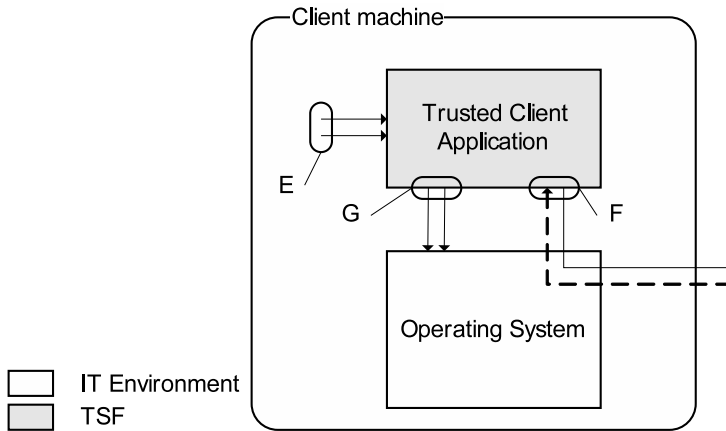 Client machine
Trusted Client
Application
E
G
F
Operating System
IT Environment
TSF